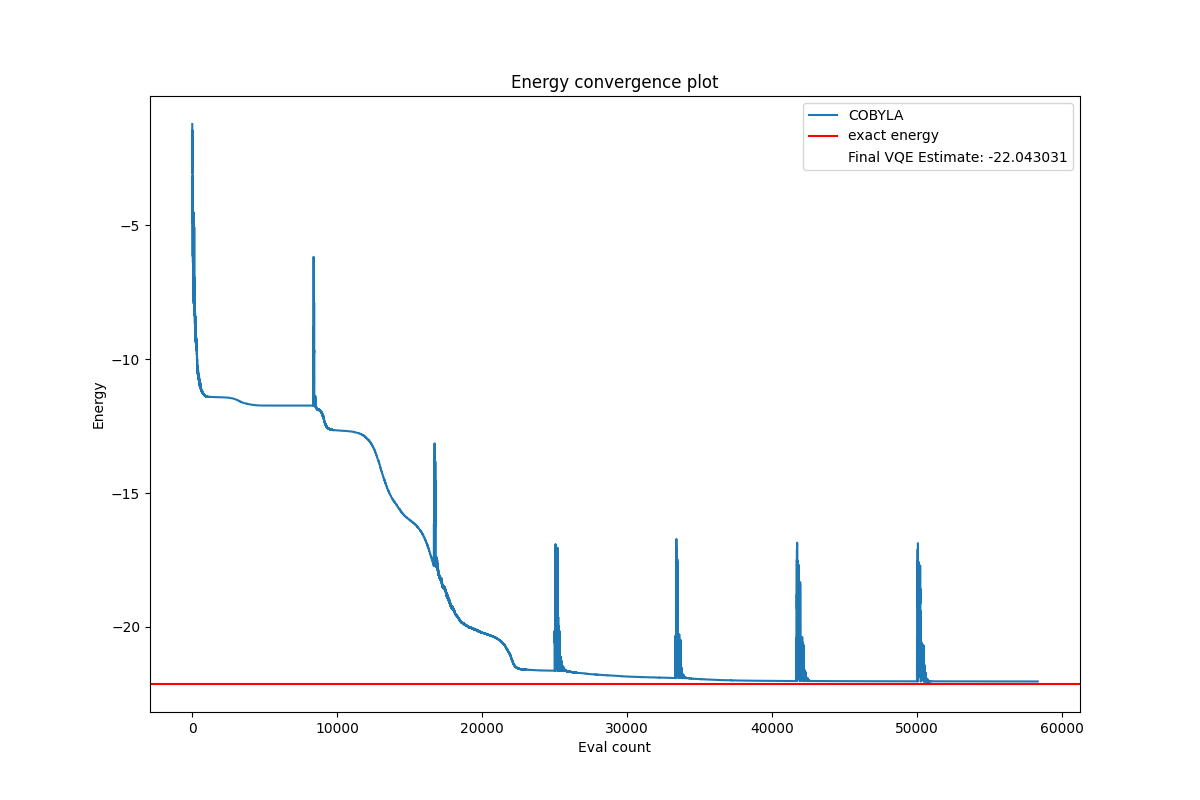 Energy convergence plot
COBYLA
exact energy
Final VQE Estimate: -22.043031
Energy
−5
−10
−15
−20
0
10000
20000
30000
40000
50000
60000
Eval count